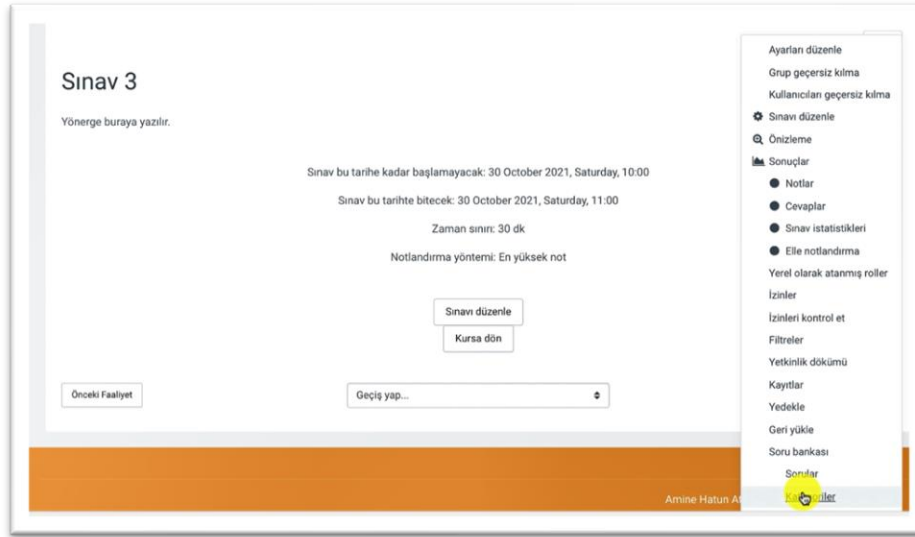 Sınav 3
Yönerge buraya yazılır.
Sınav bu tarihe kadar başlamayacak: 30 October 2021, Saturday, 10:00
Sınav bu tarihte bitecek: 30 October 2021, Saturday, 11:00
Zaman sınırı: 30 dk
Notlandırma yöntemi: En yüksek not
Sınavı düzenle
Kursa dön
Önceki Faaliyet
Geçiş yap...
Ayarları düzenle
Grup geçersiz kılma
Kullanıcıları geçersiz kılma
Sınavı düzenle
Önizleme
Sonuçlar
Notlar
Cevaplar
Sınav istatistikleri
Elle notlandırma
Yerel olarak atanmış roller
İzinler
İzinleri kontrol et
Filtreler
Yetkinlik dökümü
Kayıtlar
Yedekle
Geri yükle
Soru bankası
Sorular
Kategoriler
Amine Hatun